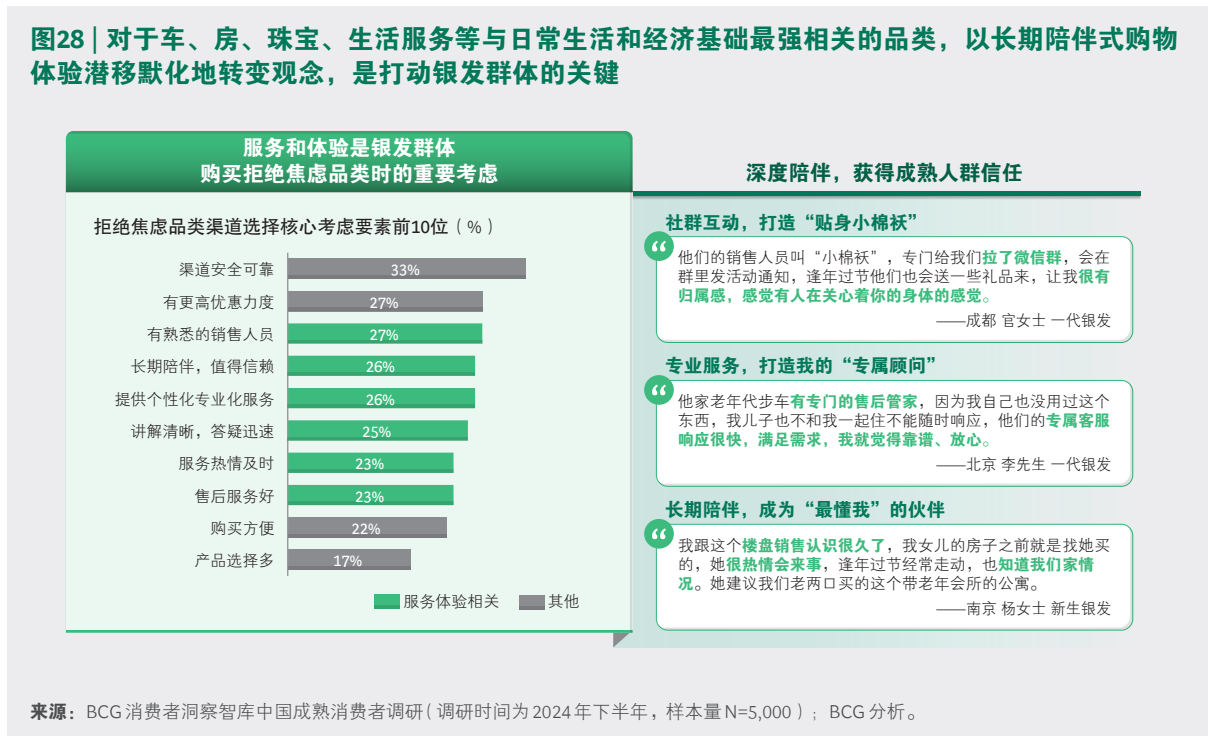 图28 | 对于车、房、珠宝、生活服务等与日常生活和经济基础最强相关的品类，以长期陪伴式购物
体验潜移默化地转变观念，是打动银发群体的关键
服务和体验是银发群体
购买拒绝焦虑品类时的重要考虑
拒绝焦虑品类渠道选择核心考虑要素前10位（%）
渠道安全可靠 33%
有更高优惠力度 27%
有熟悉的销售人员 27%
长期陪伴，值得信赖 26%
提供个性化专业化服务 26%
讲解清晰，答疑迅速 25%
服务热情及时 23%
售后服务好 23%
购买方便 22%
产品选择多 17%
服务体验相关 其他
深度陪伴，获得成熟人群信任
社群互动，打造“贴身小棉袄”
“
他们的销售人员叫“小棉袄”，专门给我们拉了微信群，会在
群里发活动通知，逢年过节他们也会送一些礼品来，让我很有
归属感，感觉有人在关心着你的身体的感觉。
——成都 官女士 一代银发
专业服务，打造我的“专属顾问”
“
他家老年代步车有专门的售后管家，因为我自己也没用过这个
东西，我儿子也不和我一起住不能随时响应，他们的专属客服
响应很快，满足需求，我就觉得靠谱、放心。
——北京 李先生 一代银发
长期陪伴，成为“最懂我”的伙伴
“
我跟这个楼盘销售认识很久了，我女儿的房子之前就是找她买
的，她很热情会来事，逢年过节经常走动，也知道我们家情
况。她建议我们老两口买的这个带老年会所的公寓。
——南京 杨女士 新生银发
来源：BCG消费者洞察智库中国成熟消费者调研（调研时间为2024年下半年，样本量N=5,000）；BCG分析。